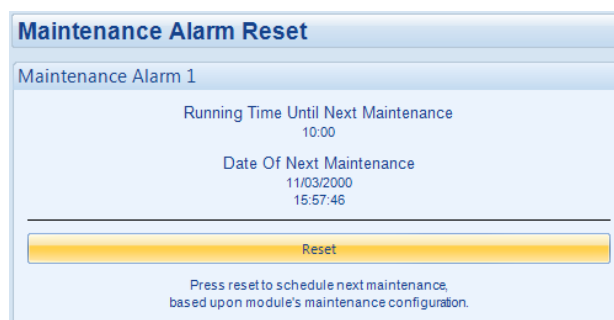 Maintenance Alarm Reset
Maintenance Alarm 1
Running Time Until Next Maintenance
10:00
Date Of Next Maintenance
11/03/2000
15:57:46
Reset
Press reset to schedule next maintenance,
based upon module's maintenance configuration.